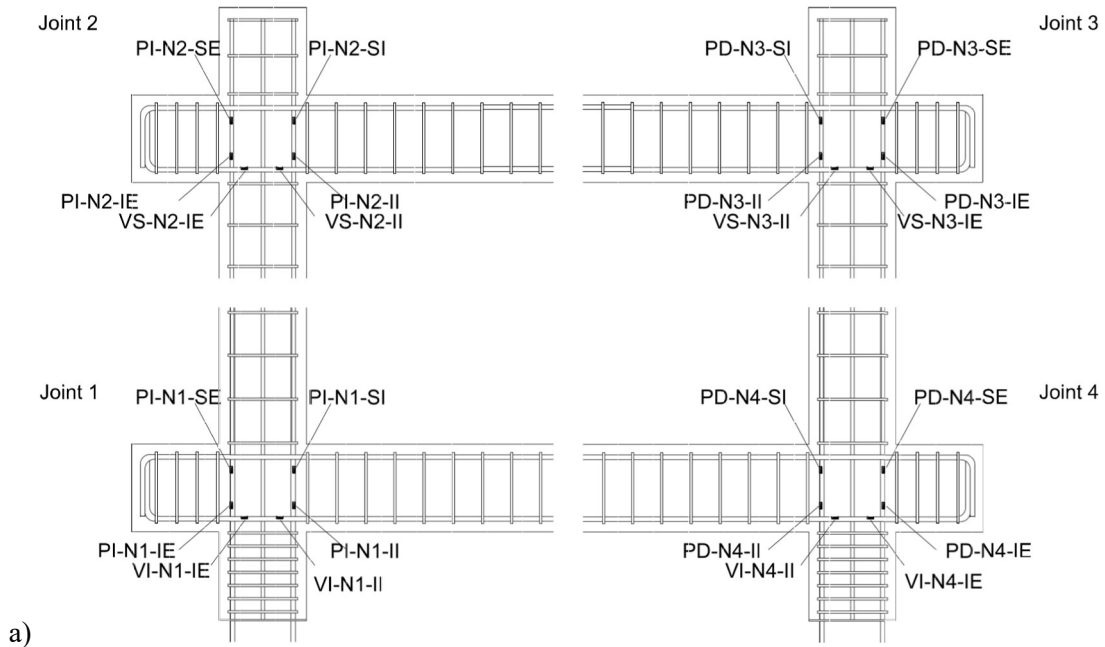 Joint 2
Joint 3
PI-N2-SE
PI-N2-SI
PD-N3-SI
PD-N3-SE
PI-N2-IE
PI-N2-II
PD-N3-II
PD-N3-IE
VS-N2-IE
VS-N2-II
VS-N3-II
VS-N3-IE
Joint 1
Joint 4
PI-N1-SE
PI-N1-SI
PD-N4-SI
PD-N4-SE
PI-N1-IE
PI-N1-II
PD-N4-II
PD-N4-IE
VI-N1-IE
VI-N1-II
VI-N4-II
VI-N4-IE
a)